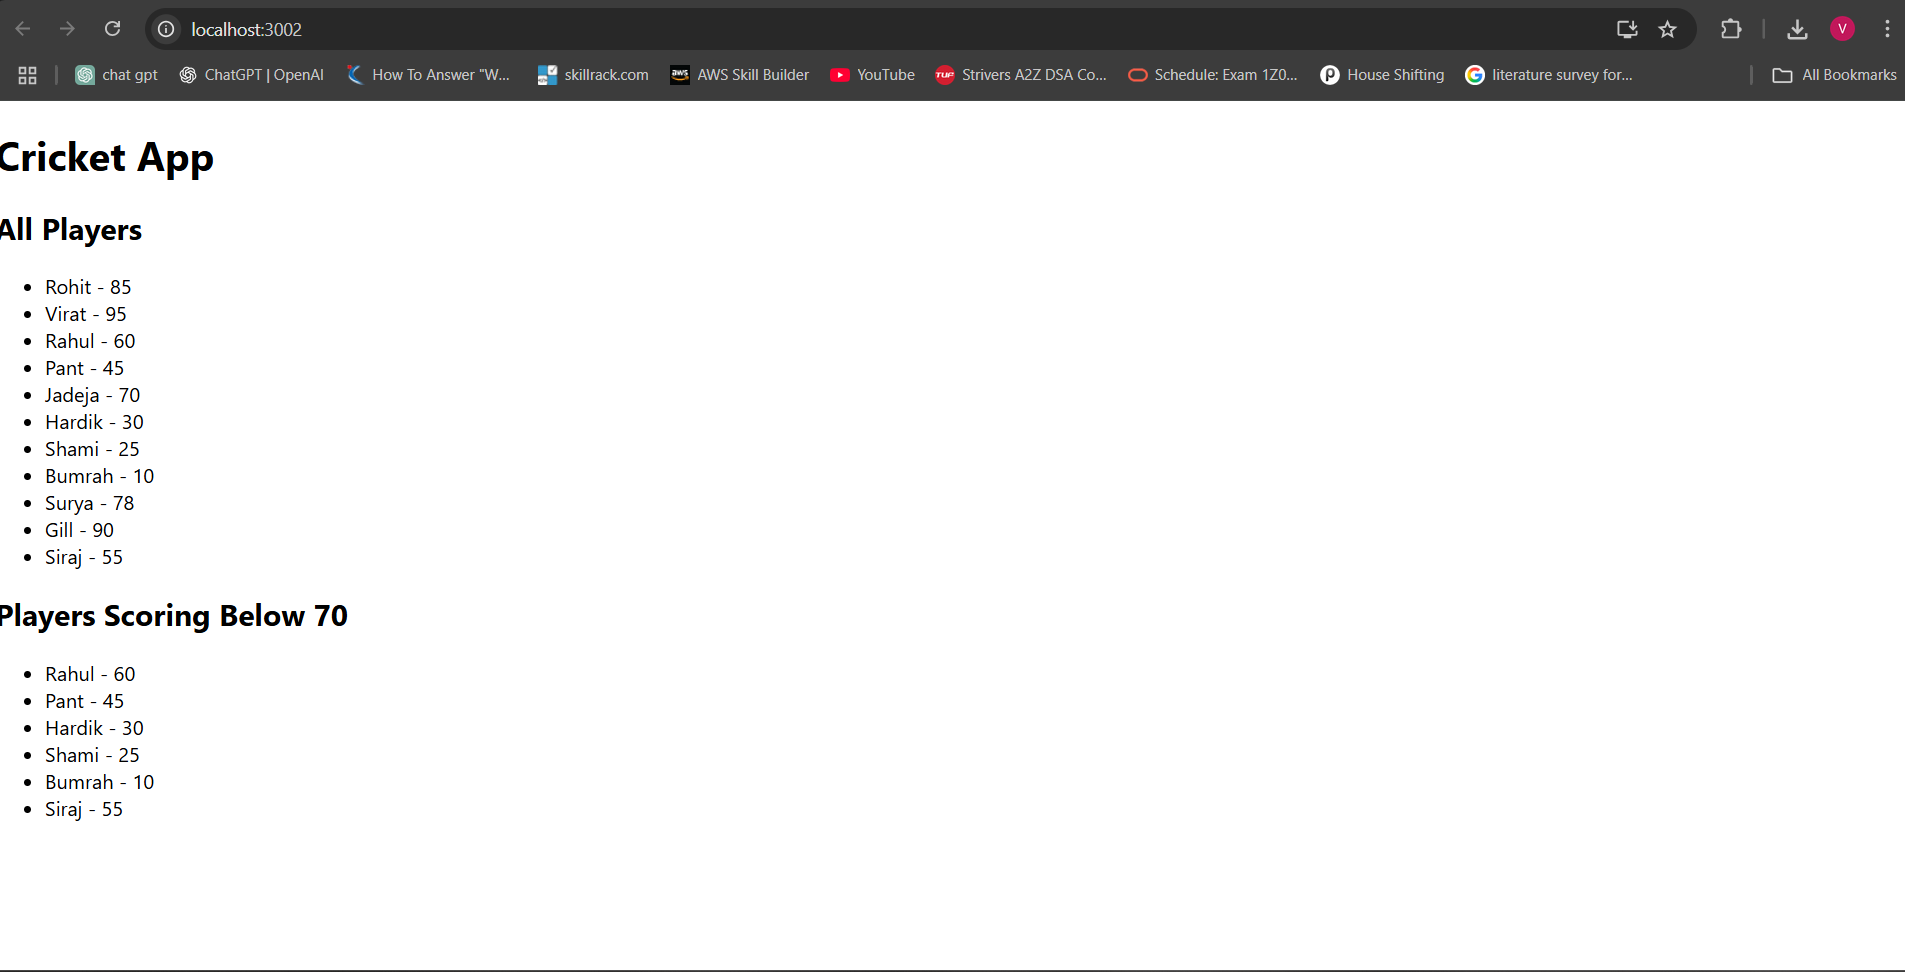 localhost:3002
V
chat gpt
ChatGPT | OpenAI
How To Answer "W...
skillrack.com
aws
AWS Skill Builder
YouTube
TUF
Strivers A2Z DSA Co...
Schedule: Exam 1Z0...
House Shifting
literature survey for...
All Bookmarks
Cricket App
All Players
Rohit - 85
Virat - 95
Rahul - 60
Pant - 45
Jadeja - 70
Hardik - 30
Shami - 25
Bumrah - 10
Surya - 78
Gill - 90
Siraj - 55
Players Scoring Below 70
Rahul - 60
Pant - 45
Hardik - 30
Shami - 25
Bumrah - 10
Siraj - 55